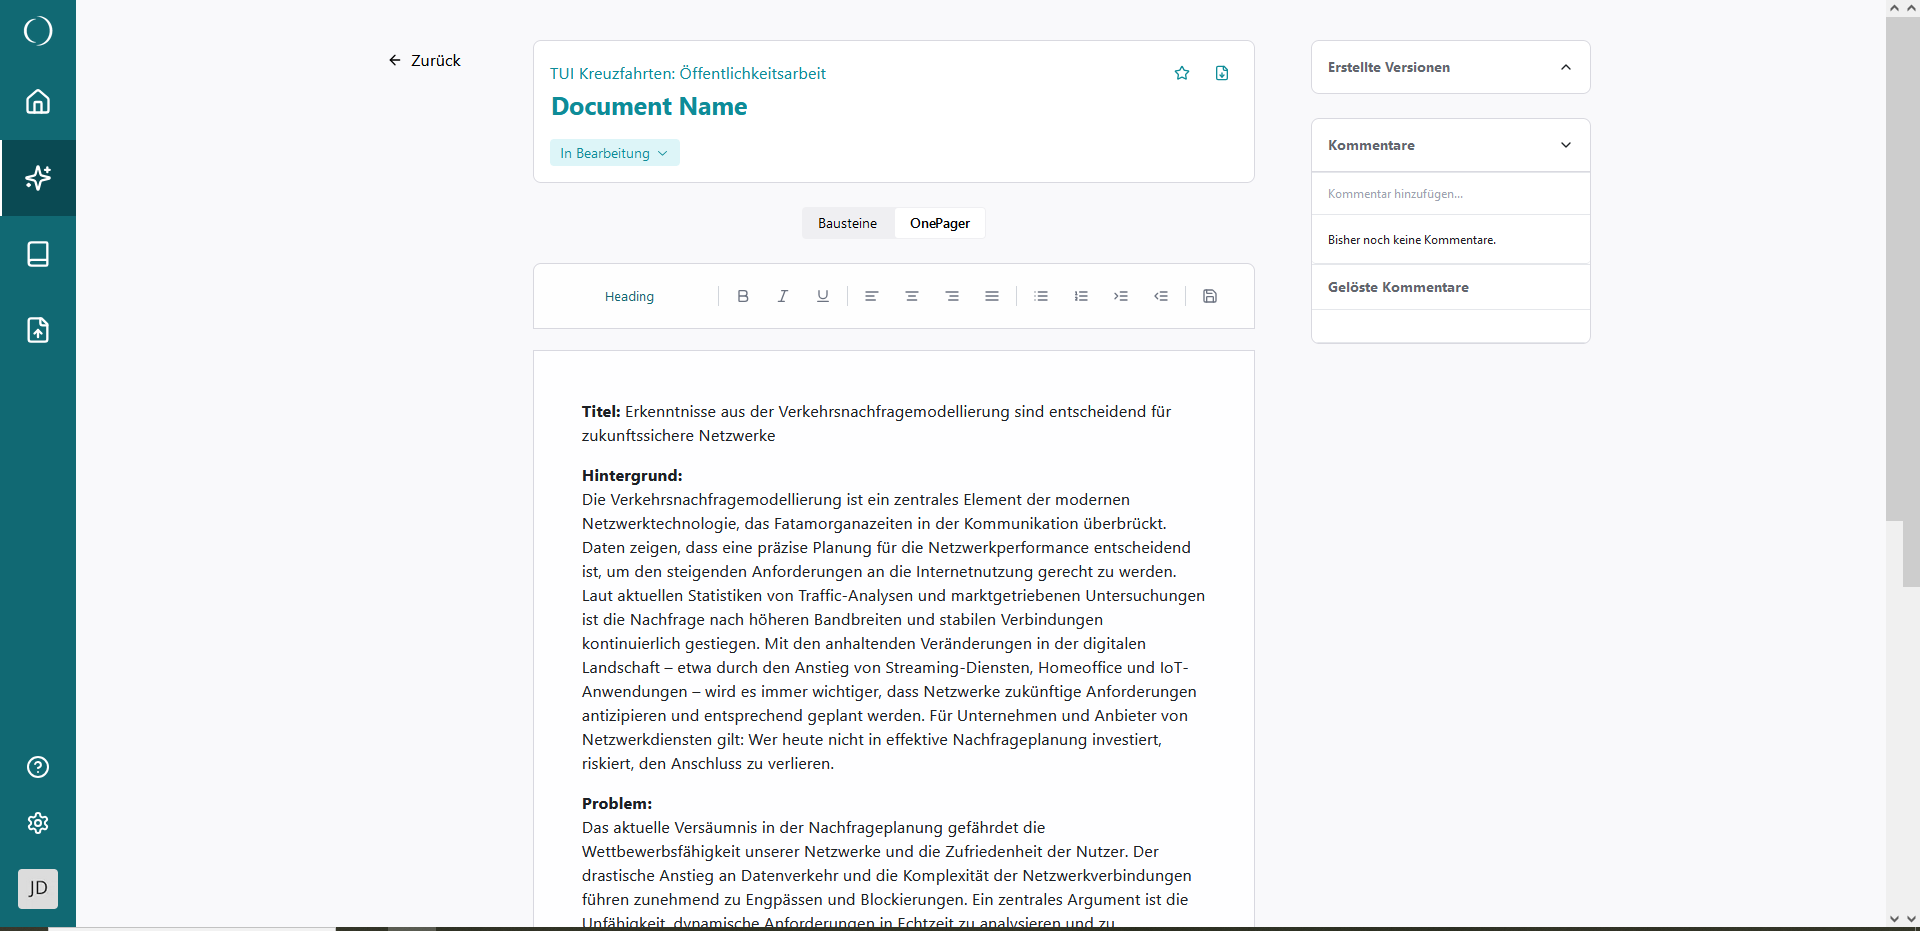 Zurück
TUI Kreuzfahrten: Öffentlichkeitsarbeit
Document Name
In Bearbeitung
Bausteine
OnePager
Heading
Titel: Erkenntnisse aus der Verkehrsnachfragemodellierung sind entscheidend für
zukunftssichere Netzwerke
Hintergrund:
Die Verkehrsnachfragemodellierung ist ein zentrales Element der modernen
Netzwerktechnologie, das Fatamorganazeiten in der Kommunikation überbrückt.
Daten zeigen, dass eine präzise Planung für die Netzwerkperformance entscheidend
ist, um den steigenden Anforderungen an die Internetnutzung gerecht zu werden.
Laut aktuellen Statistiken von Traffic-Analysen und marktgetriebenen Untersuchungen
ist die Nachfrage nach höheren Bandbreiten und stabilen Verbindungen
kontinuierlich gestiegen. Mit den anhaltenden Veränderungen in der digitalen
Landschaft – etwa durch den Anstieg von Streaming-Diensten, Homeoffice und IoT-
Anwendungen – wird es immer wichtiger, dass Netzwerke zukünftige Anforderungen
antizipieren und entsprechend geplant werden. Für Unternehmen und Anbieter von
Netzwerkdiensten gilt: Wer heute nicht in effektive Nachfrageplanung investiert,
riskiert, den Anschluss zu verlieren.
Problem:
Das aktuelle Versäumnis in der Nachfrageplanung gefährdet die
Wettbewerbsfähigkeit unserer Netzwerke und die Zufriedenheit der Nutzer. Der
drastische Anstieg an Datenverkehr und die Komplexität der Netzwerkverbindungen
führen zunehmend zu Engpässen und Blockierungen. Ein zentrales Argument ist die
Unfähigkeit, dynamische Anforderungen in Echtzeit zu analysieren und zu
Erstellte Versionen
Kommentare
Kommentar hinzufügen...
Bisher noch keine Kommentare.
Gelöste Kommentare
JD